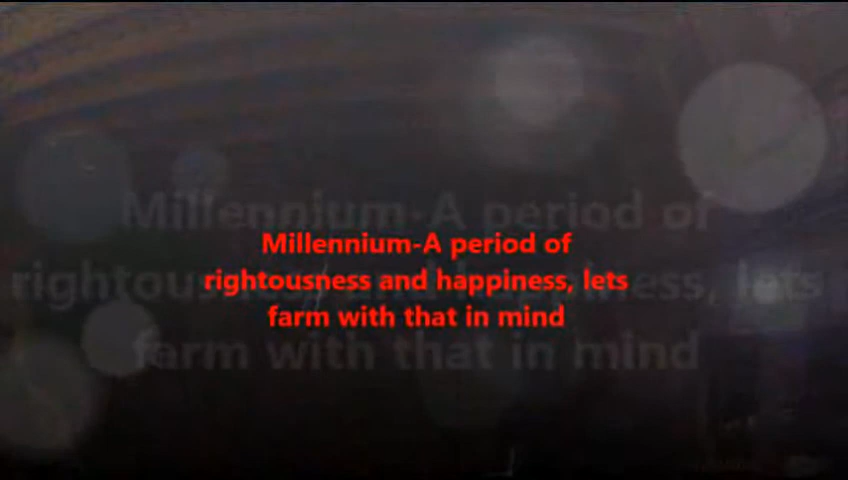 Millennium-A period of
rightousness and happiness, lets
farm with that in mind